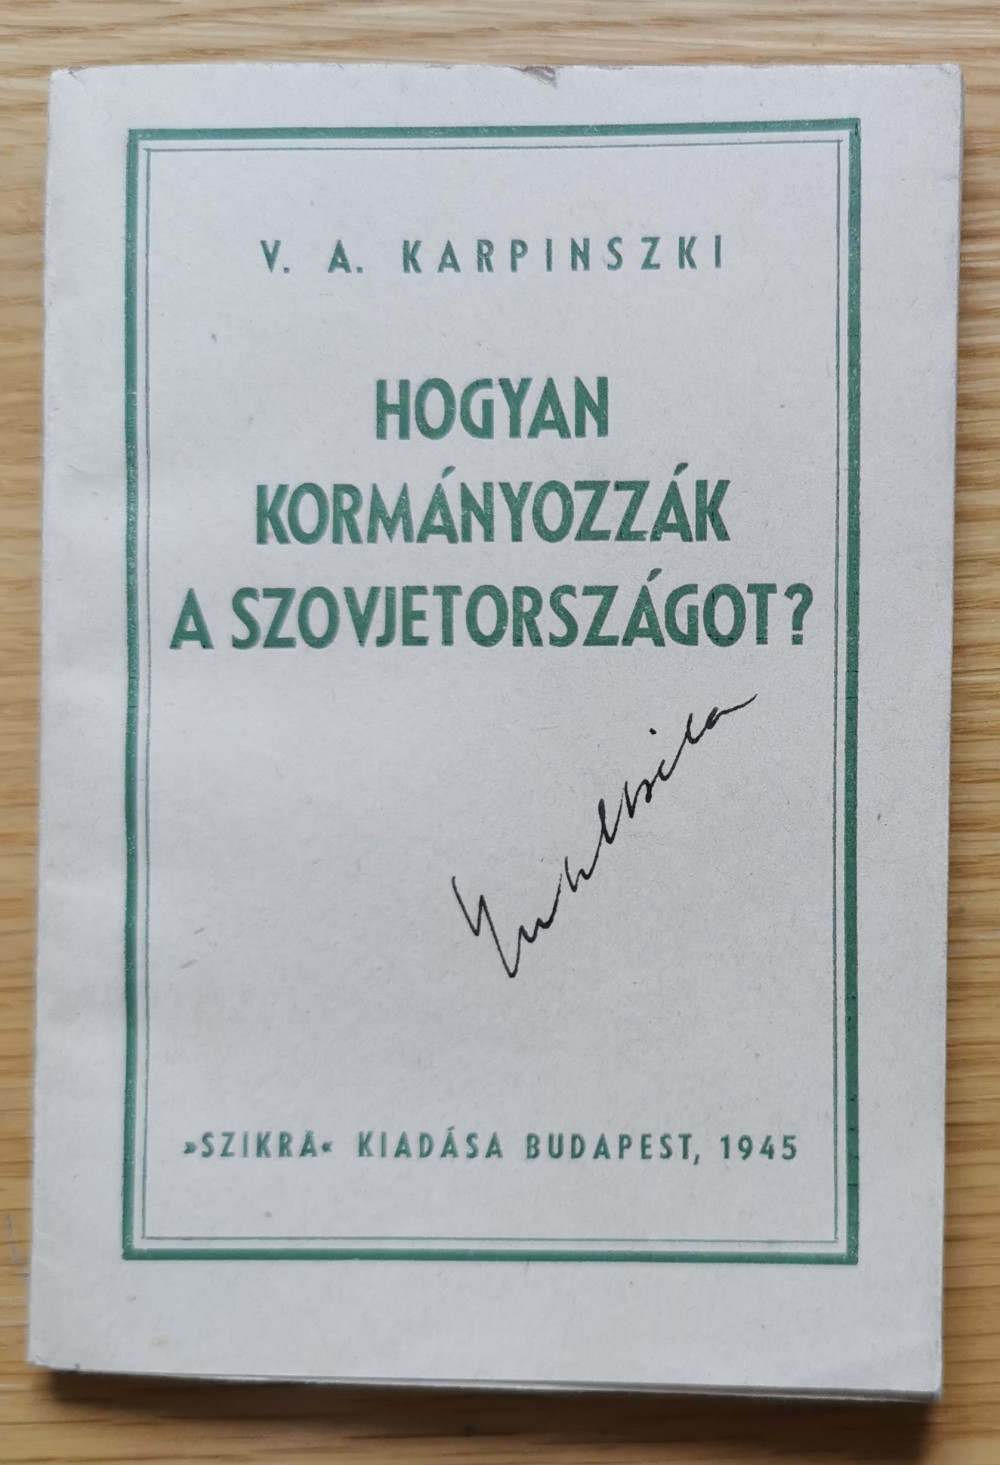 V. A. KARPINSZKI
HOGYAN
KORMÁNYOZZÁK
A SZOVJETORSZÁGOT?
»SZIKRA« KIADÁSA BUDAPEST, 1945